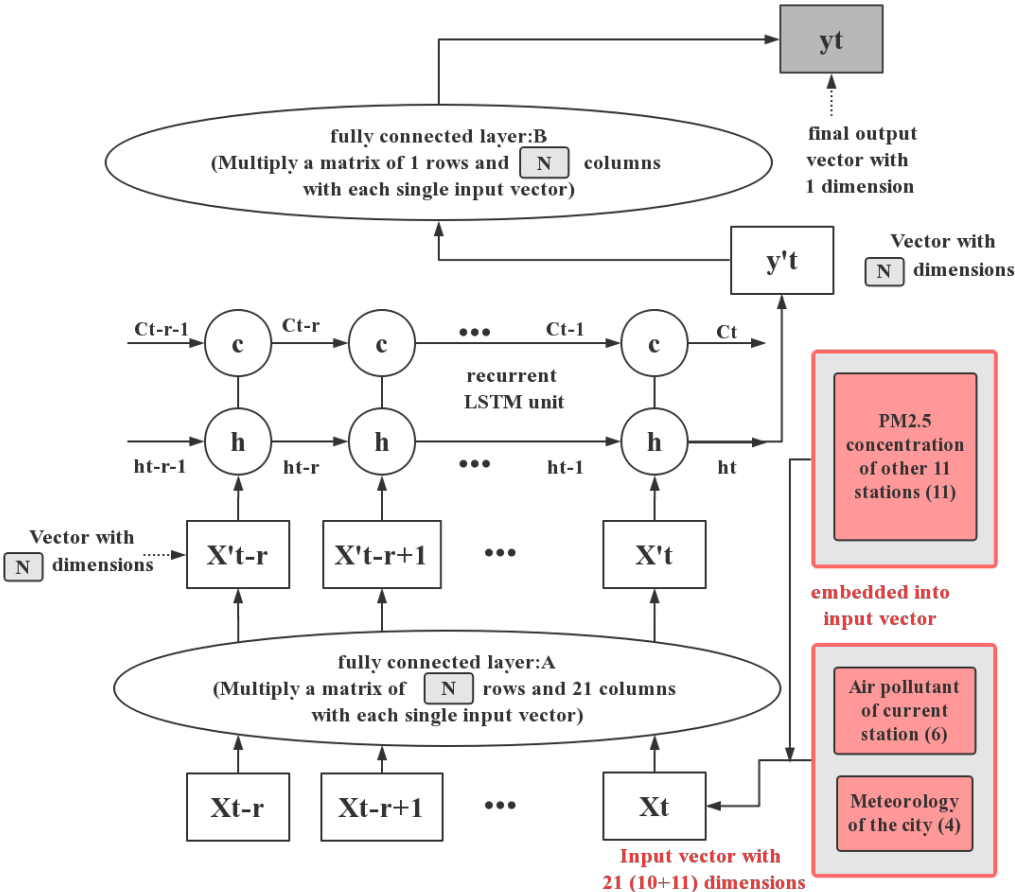 yt
final output
vector with
1 dimension
fully connected layer:B
(Multiply a matrix of 1 rows and N columns
with each single input vector)
y't
Vector with
N dimensions
Ct-r-1
c
Ct-r
c
•••
Ct-1
c
Ct
recurrent
LSTM unit
h
h
h
ht-r-1
ht-r
•••
ht-1
ht
PM2.5
concentration
of other 11
stations (11)
Vector with
N dimensions
X't-r
X't-r+1
•••
X't
embedded into
input vector
fully connected layer:A
(Multiply a matrix of N rows and 21 columns
with each single input vector)
Air pollutant
of current
station (6)
Meteorology
of the city (4)
Xt-r
Xt-r+1
•••
Xt
Input vector with
21 (10+11) dimensions